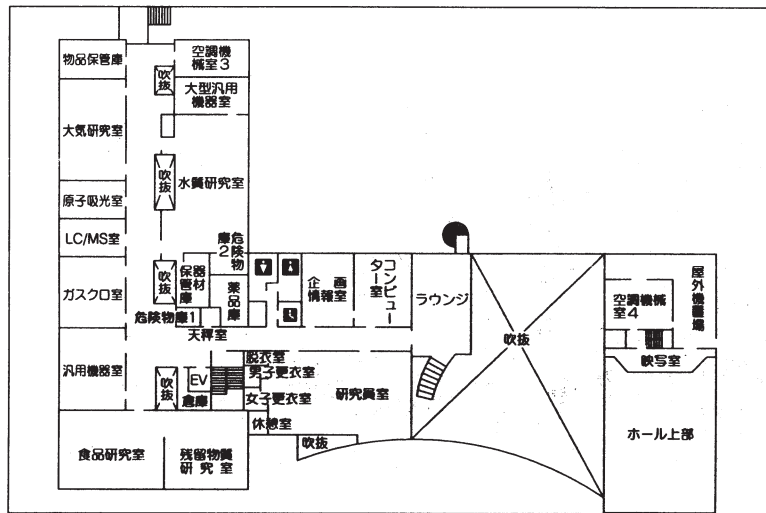 物品保管庫
吹抜
空調機
械室3
大型汎用
機器室
大気研究室
吹抜
水質研究室
原子吸光室
LC/MS室
ガスクロ室
吹抜
器材
保管庫
危険物
庫2
薬品庫
危険物庫1
天秤室
企画
情報室
コンピュー
ター室
ラウンジ
吹抜
空調機械
室4
屋外機置場
映写室
ホール上部
汎用機器室
吹抜
EV
倉庫
脱衣室
男子更衣室
女子更衣室
休憩室
研究員室
吹抜
食品研究室
残留物質
研究室